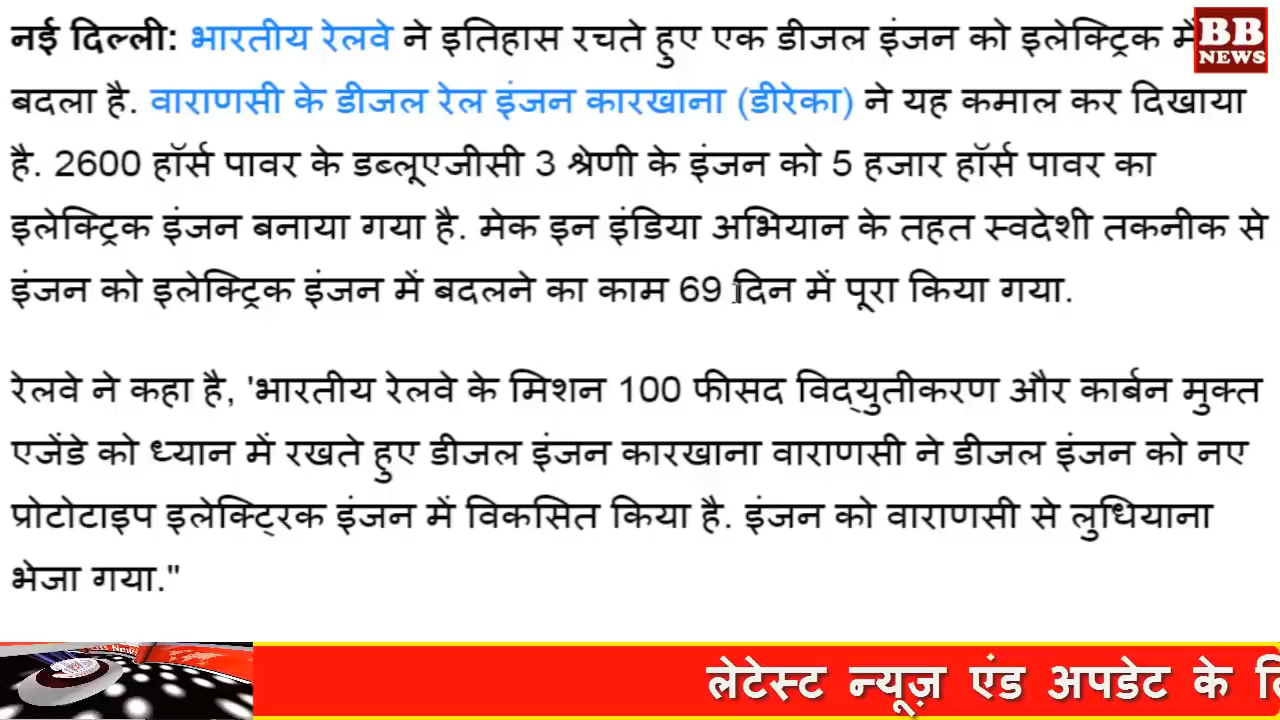 नई दिल्ली: भारतीय रेलवे ने इतिहास रचते हुए एक डीजल इंजन को इलेक्ट्रिक में
बदला है. वाराणसी के डीजल रेल इंजन कारखाना (डीरेका) ने यह कमाल कर दिखाया
है. 2600 हॉर्स पावर के डब्लूएजीसी 3 श्रेणी के इंजन को 5 हजार हॉर्स पावर का
इलेक्ट्रिक इंजन बनाया गया है. मेक इन इंडिया अभियान के तहत स्वदेशी तकनीक से
इंजन को इलेक्ट्रिक इंजन में बदलने का काम 69 दिन में पूरा किया गया.
रेलवे ने कहा है, 'भारतीय रेलवे के मिशन 100 फीसद विद्युतीकरण और कार्बन मुक्त
एजेंडे को ध्यान में रखते हुए डीजल इंजन कारखाना वाराणसी ने डीजल इंजन को नए
प्रोटोटाइप इलेक्ट्रिक इंजन में विकसित किया है. इंजन को वाराणसी से लुधियाना
भेजा गया."
BB
NEWS
लेटेस्ट न्यूज़ एंड अपडेट के